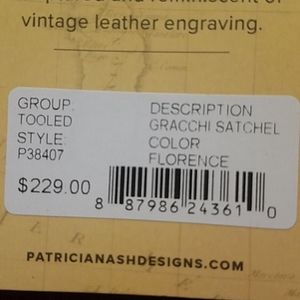 vintage leather engraving.
GROUP:
TOOLED
STYLE:
P38407
$229.00
DESCRIPTION
GRACCHI SATCHEL
COLOR
FLORENCE
8 87986 24361 0
PATRICIANASHDESIGNS.COM